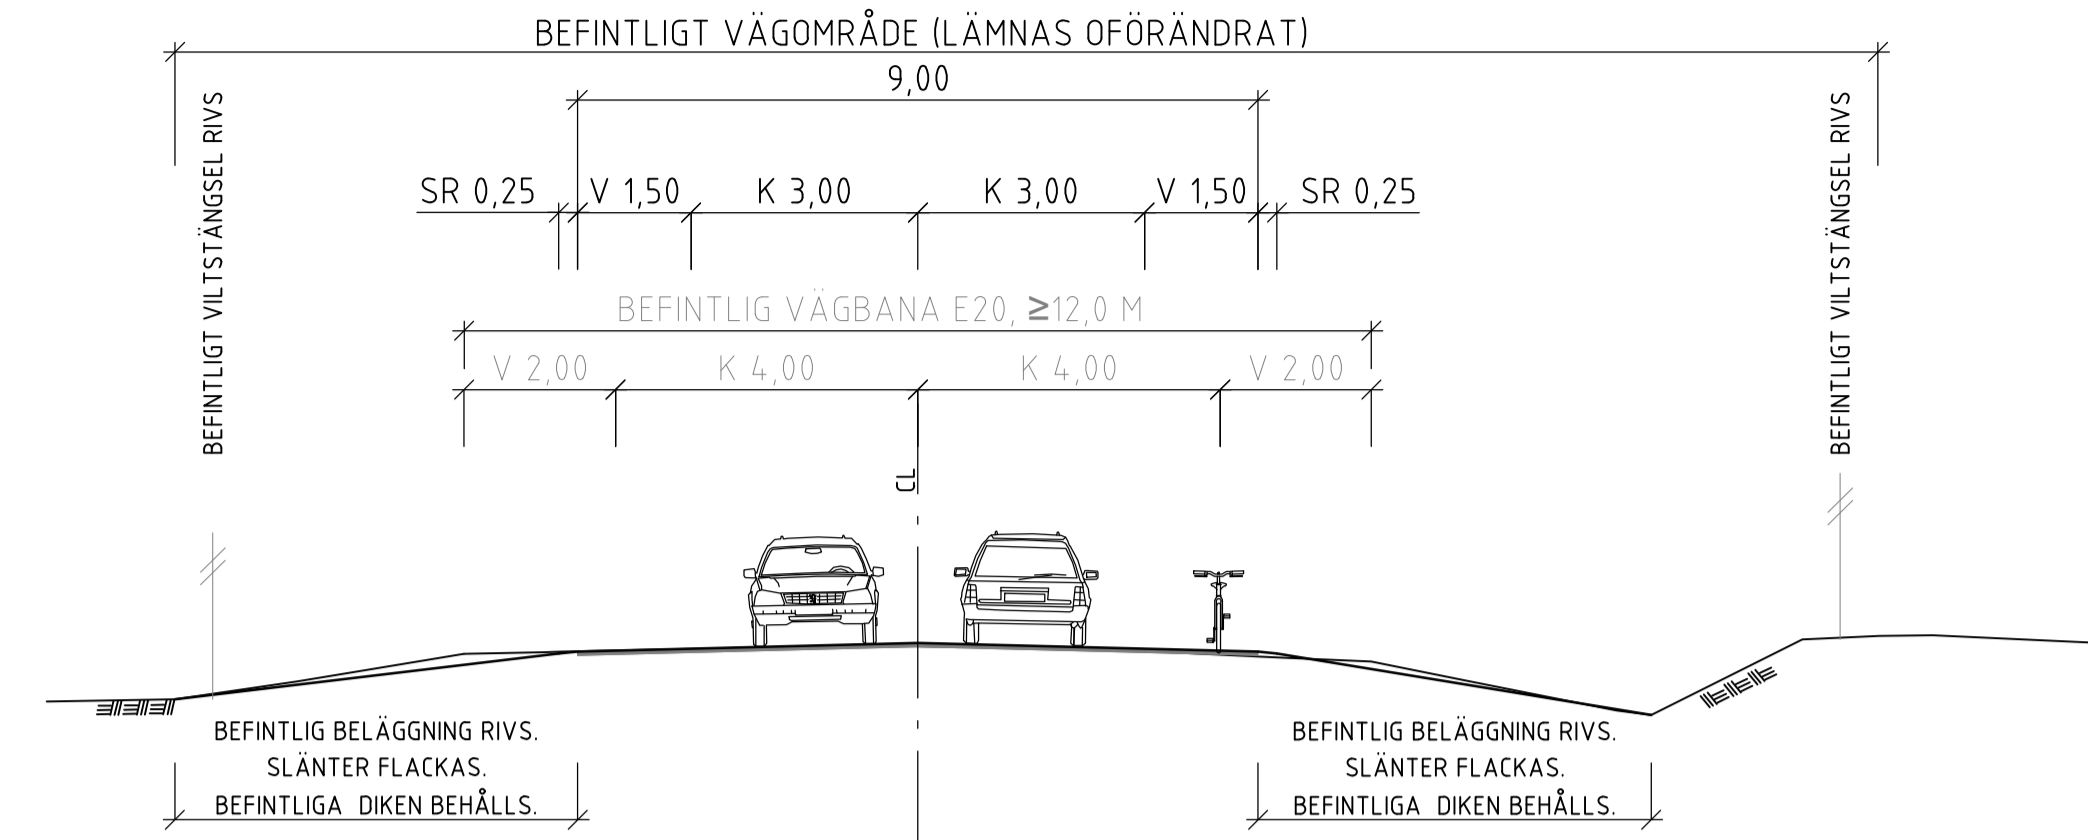 BEFINTLIGT VÄGOMRÅDE (LÄMNAS OFÖRÄNDRAT)
9,00
BEFINTLIGT VILTSTÄNGSEL RIVS
BEFINTLIGT VILTSTÄNGSEL RIVS
SR 0,25 V 1,50 K 3,00 K 3,00 V 1,50 SR 0,25
BEFINTLIG VÄGBANA E20, ≥12,0 M
V 2,00 K 4,00 K 4,00 V 2,00
CL
BEFINTLIG BELÄGGNING RIVS.
SLÄNTER FLACKAS.
BEFINTLIGA DIKEN BEHÅLLS.
BEFINTLIG BELÄGGNING RIVS.
SLÄNTER FLACKAS.
BEFINTLIGA DIKEN BEHÅLLS.